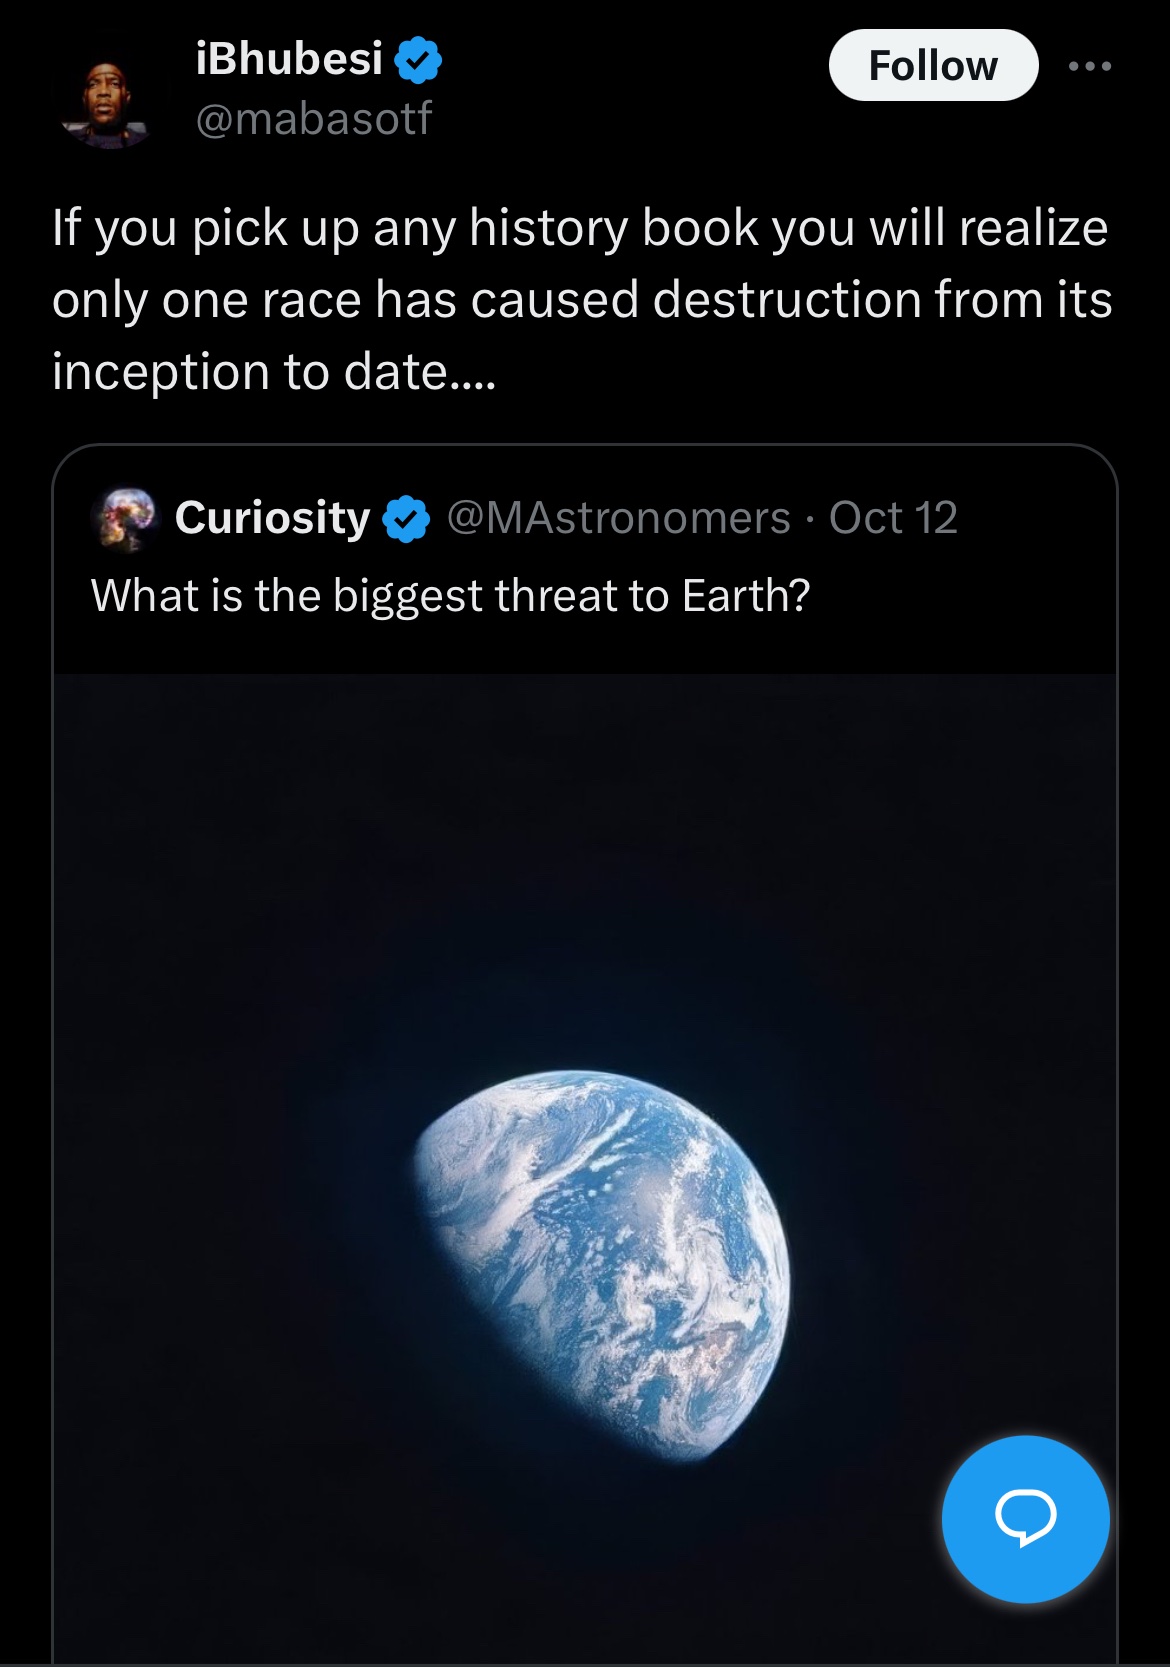 iBhubesi
Follow
@mabasotf
If you pick up any history book you will realize
only one race has caused destruction from its
inception to date....
Curiosity @MAstronomers · Oct 12
What is the biggest threat to Earth?